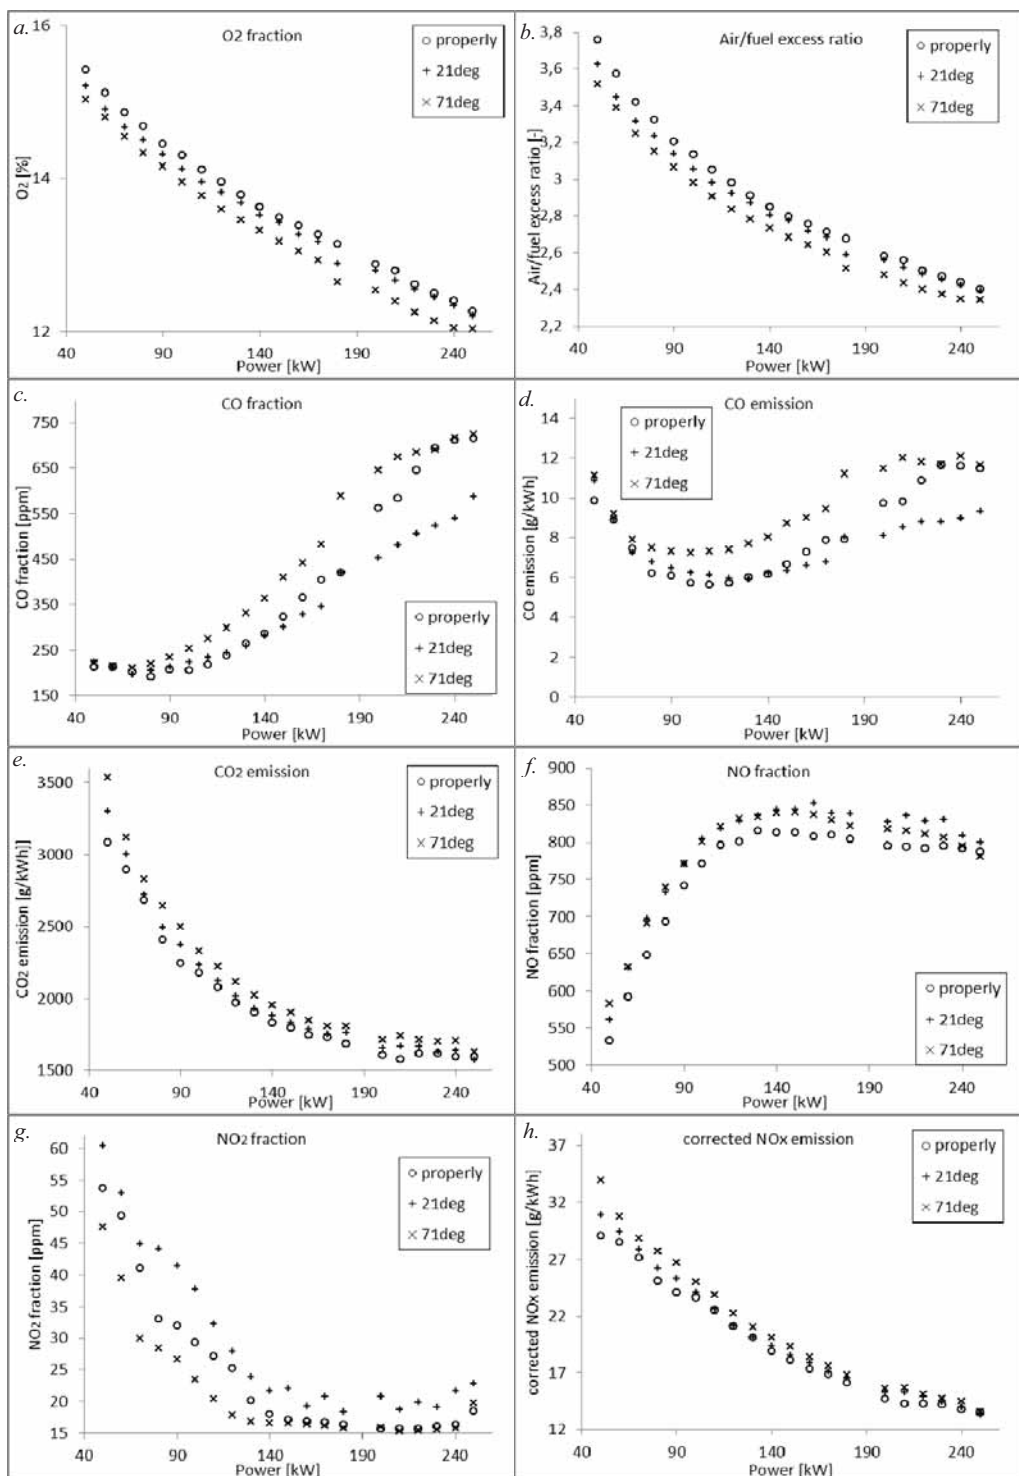 a.
O2 fraction
16
14
12
O2 [%]
properly
21deg
71deg
40 90 140 190 240
Power [kW]
b.
Air/fuel excess ratio
3,8
3,6
3,4
3,2
3
2,8
2,6
2,4
2,2
Air/fuel excess ratio [-]
properly
21deg
71deg
40 90 140 190 240
Power [kW]
c.
CO fraction
750
650
550
450
350
250
150
CO fraction [ppm]
properly
21deg
71deg
40 90 140 190 240
Power [kW]
d.
CO emission
14
12
10
8
6
4
2
0
CO emission [g/kWh]
properly
21deg
71deg
40 90 140 190 240
Power [kW]
e.
CO2 emission
3500
3000
2500
2000
1500
CO2 emission [g/kWh]]
properly
21deg
71deg
40 90 140 190 240
Power [kW]
f.
NO fraction
900
850
800
750
700
650
600
550
500
NO fraction [ppm]
properly
21deg
71deg
40 90 140 190 240
Power [kW]
g.
NO2 fraction
60
55
50
45
40
35
30
25
20
15
NO2 fraction [ppm]
properly
21deg
71deg
40 90 140 190 240
Power [kW]
h.
corrected NOx emission
37
32
27
22
17
12
corrected NOx emission [g/kWh]
properly
21deg
71deg
40 90 140 190 240
Power [kW]